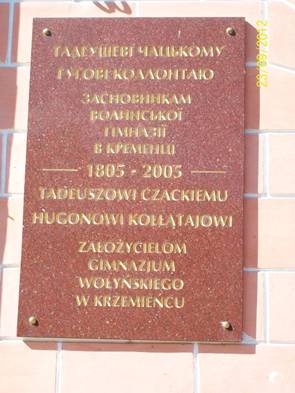 ТАДЕУШЕВІ ЧАЦЬКОМУ
ГУГОВІ КОЛЛОНТАЮ
ЗАСНОВНИКАМ
ВОЛИНСЬКОЇ
ГІМНАЗІЇ
В КРЕМЕНЦІ
1805 - 2005
TADEUSZOWI CZACKIEMU
HUGONOWI KOŁŁĄTAJOWI
ZAŁOŻYCIELOM
GIMNAZJUM
WOŁYŃSKIEGO
W KRZEMIEŃCU
25/09/2012